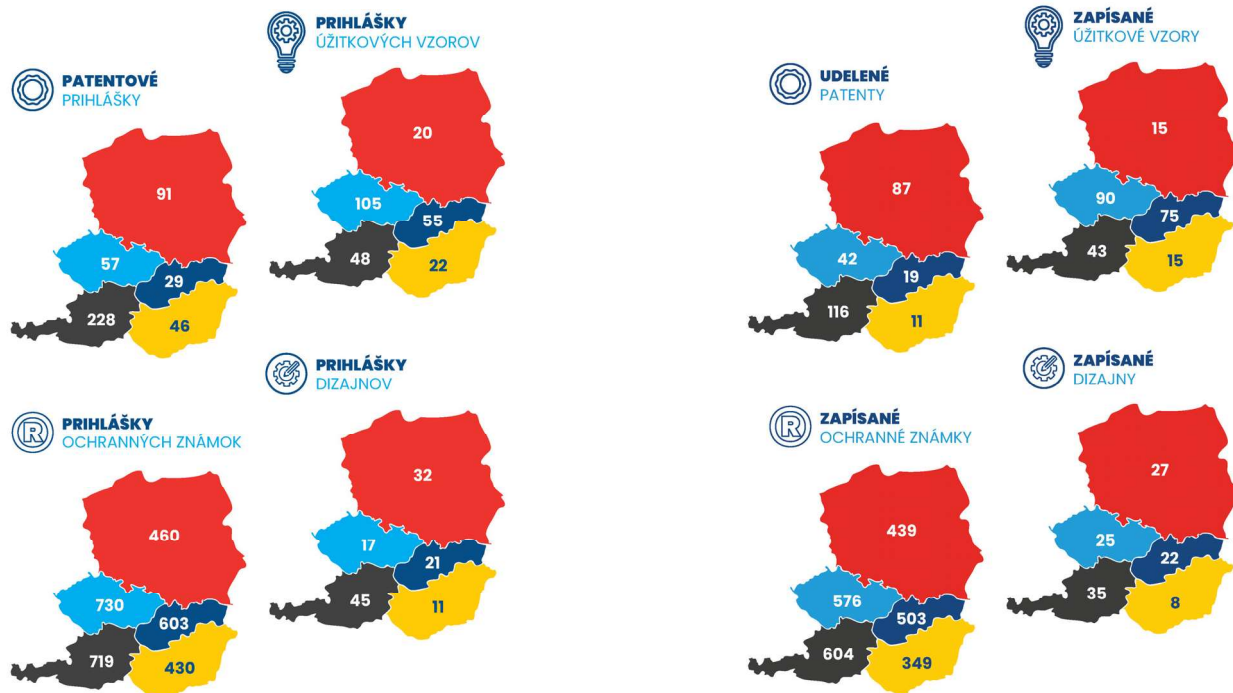 PATENTOVÉ
PRIHLÁŠKY
91
57
29
228
46
PRIHLÁŠKY
ÚŽITKOVÝCH VZOROV
20
105
55
48
22
PRIHLÁŠKY
OCHRANNÝCH ZNÁMOK
R
460
730
603
719
430
PRIHLÁŠKY
DIZAJNOV
32
17
21
45
11
UDELENÉ
PATENTY
87
42
19
116
11
ZAPÍSANÉ
ÚŽITKOVÉ VZORY
15
90
75
43
15
ZAPÍSANÉ
OCHRANNÉ ZNÁMKY
R
439
576
503
604
349
ZAPÍSANÉ
DIZAJNY
27
25
22
35
8